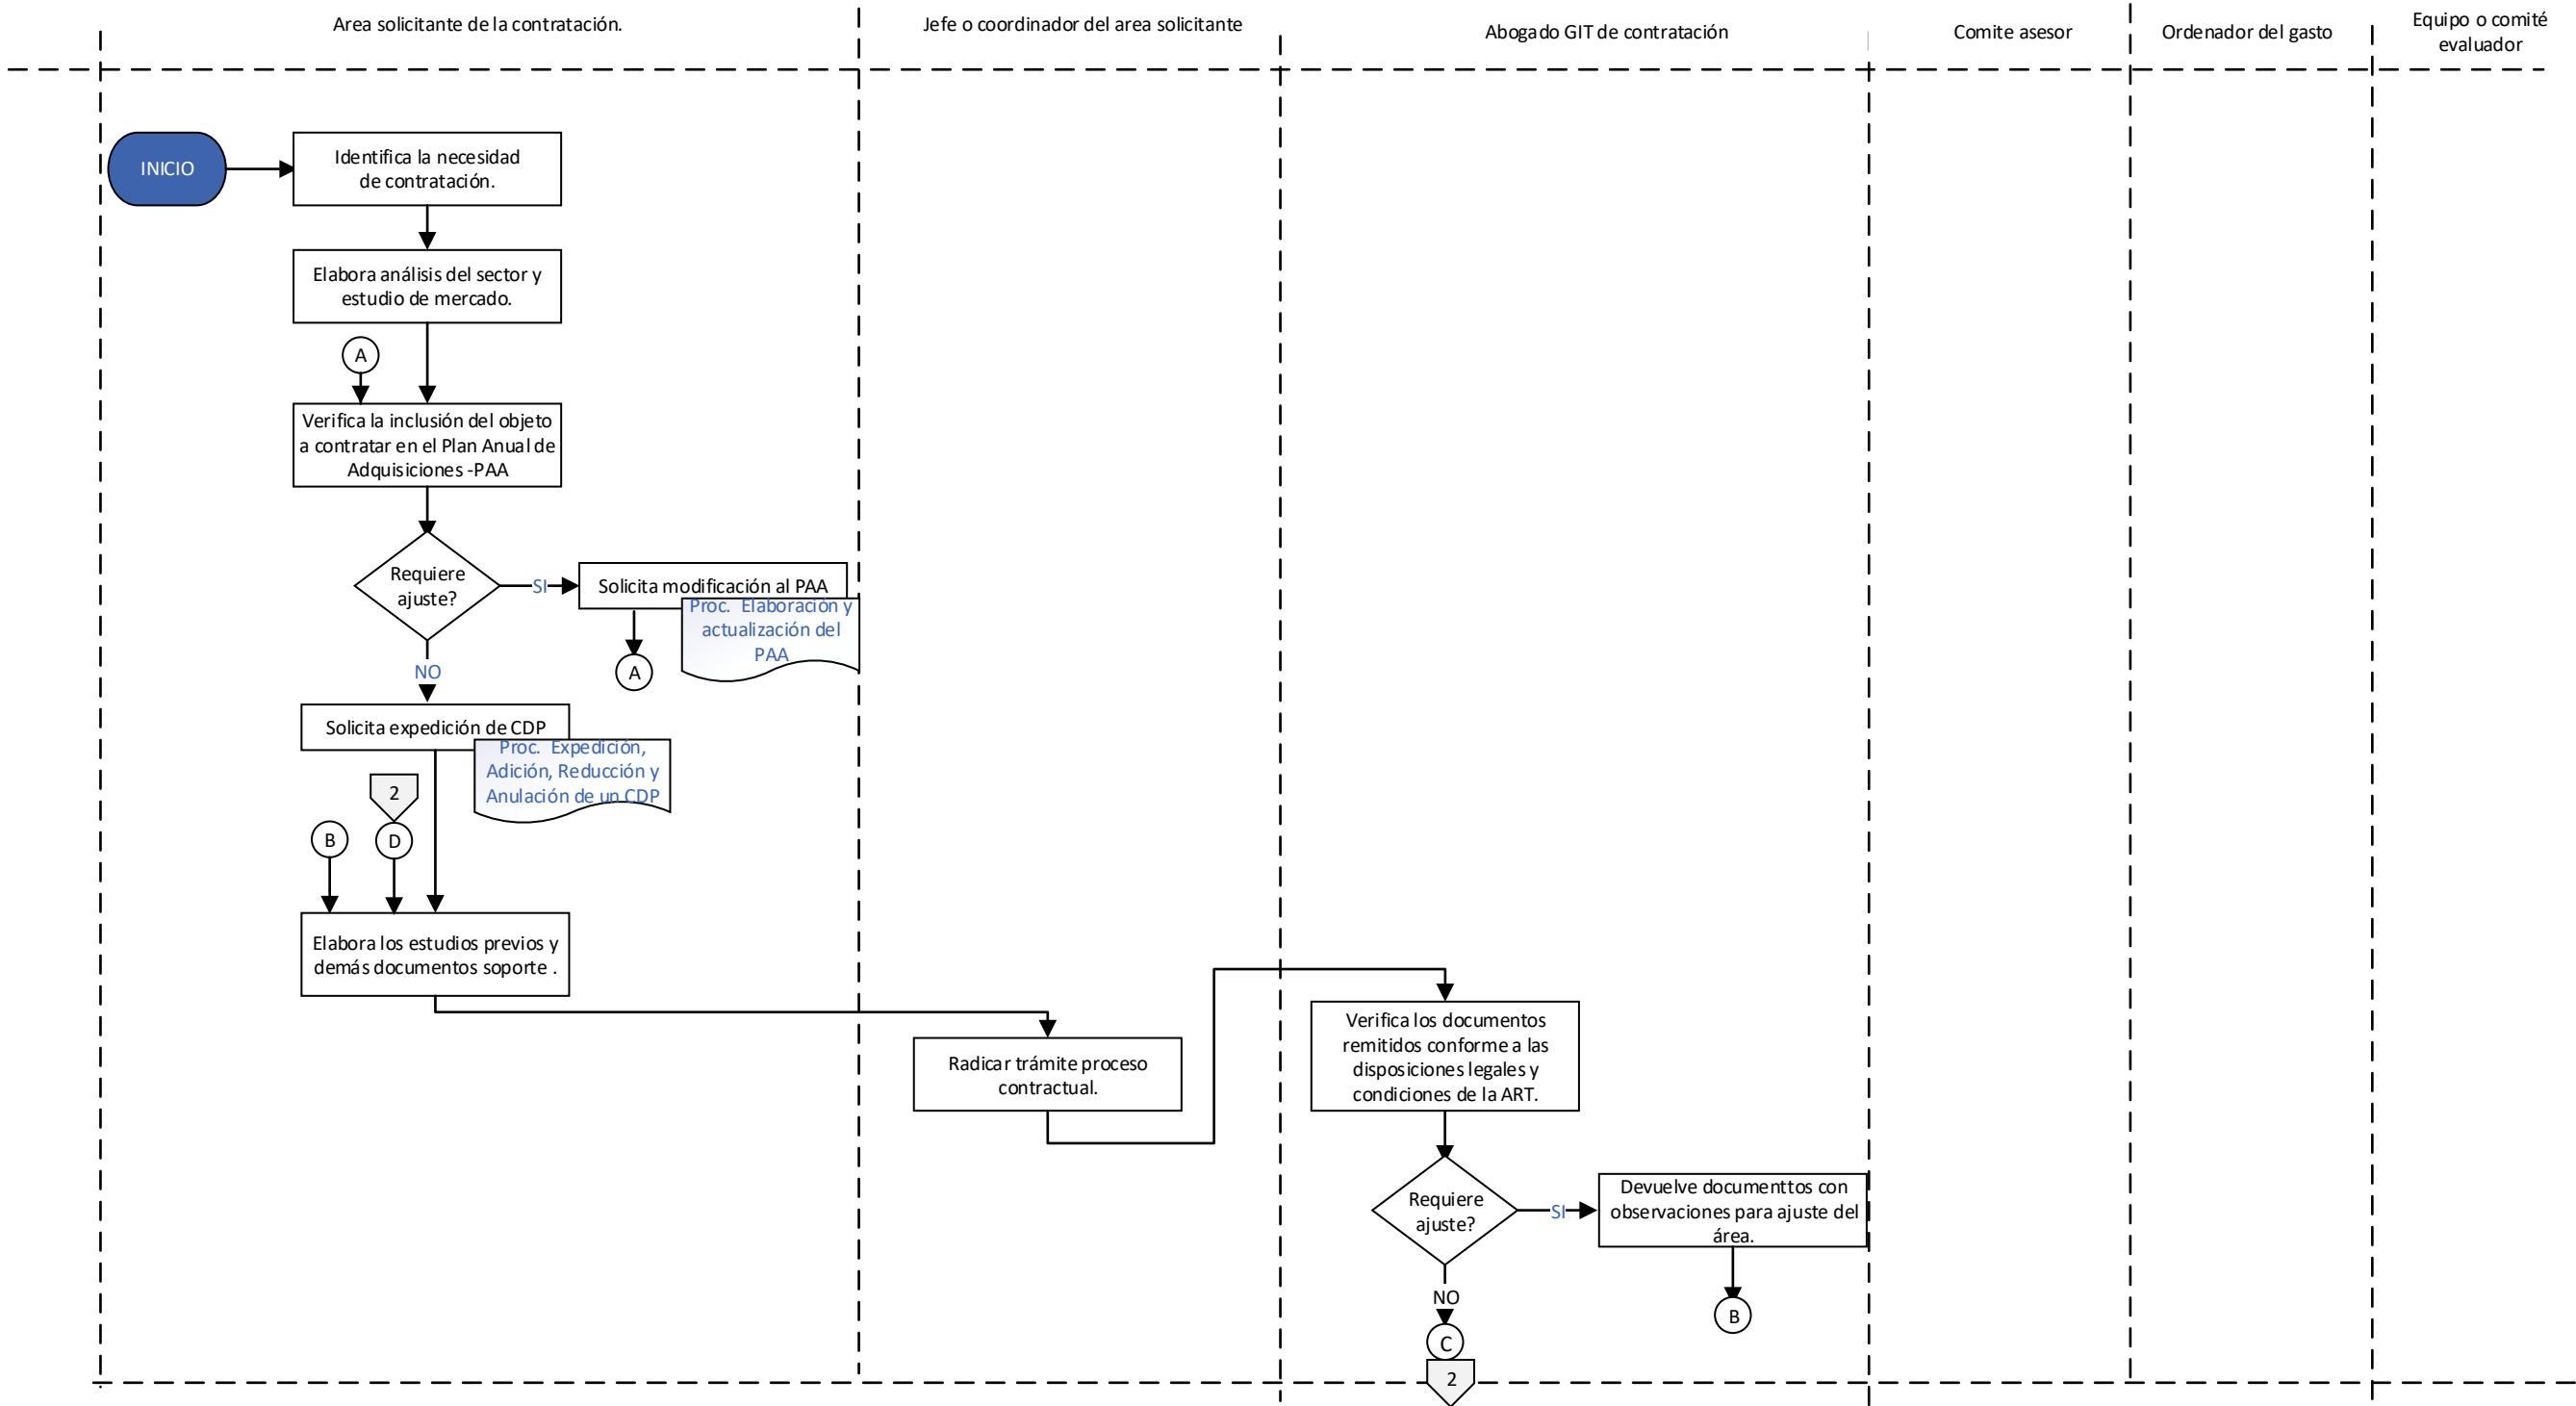 Area solicitante de la contratación.
Jefe o coordinador del area solicitante
Abogado GIT de contratación
Comite asesor
Ordenador del gasto
Equipo o comité
evaluador
INICIO
Identifica la necesidad
de contratación.
Elabora análisis del sector y
estudio de mercado.
A
Verifica la inclusión del objeto
a contratar en el Plan Anual de
Adquisiciones -PAA
Requiere
ajuste?
SI
Solicita modificación al PAA
Proc. Elaboración y
actualización del
PAA
A
NO
Solicita expedición de CDP
Proc. Expedición,
Adición, Reducción y
Anulación de un CDP
2
B
D
Elabora los estudios previos y
demás documentos soporte .
Radicar trámite proceso
contractual.
Verifica los documentos
remitidos conforme a las
disposiciones legales y
condiciones de la ART.
Requiere
ajuste?
SI
Devuelve documenttos con
observaciones para ajuste del
área.
B
NO
C
2